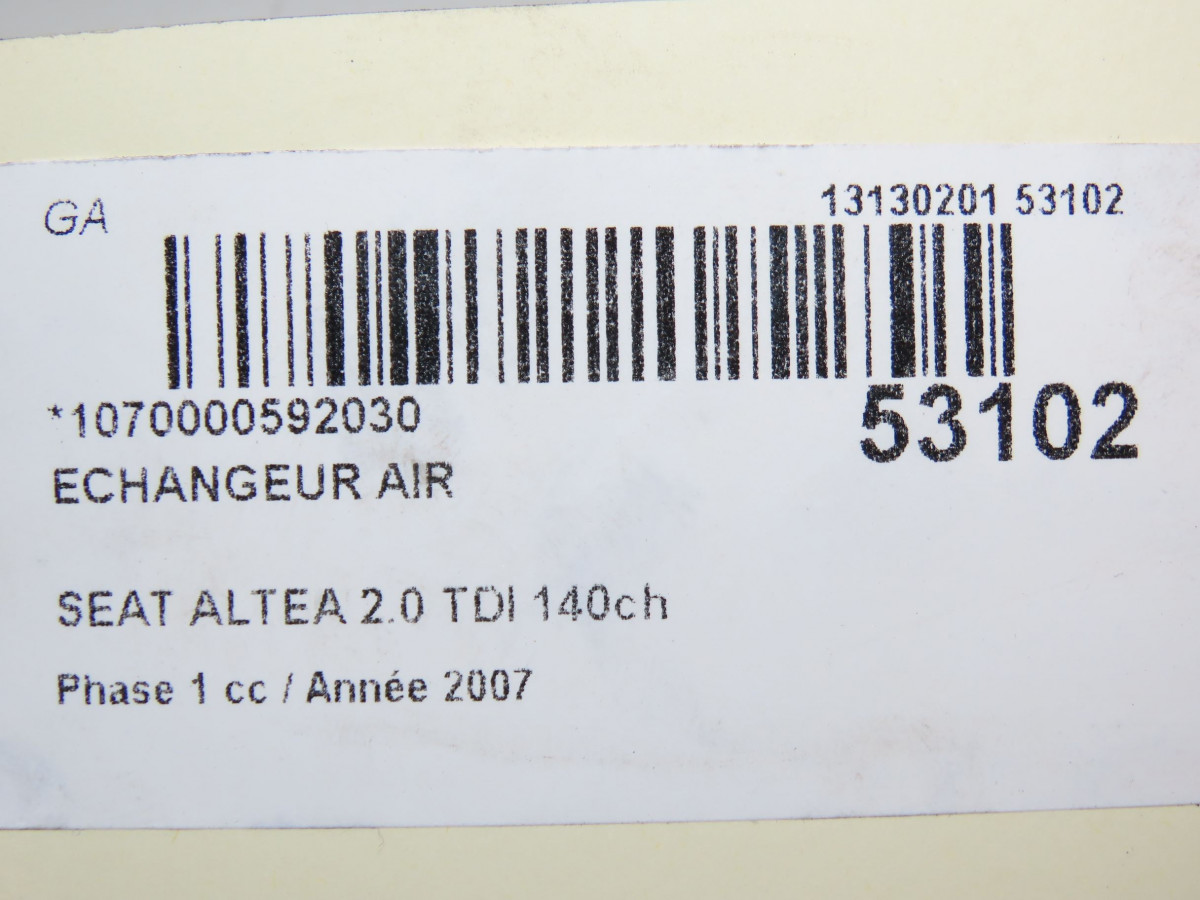 GA
13130201 53102
*1070000592030
53102
ECHANGEUR AIR
SEAT ALTEA 2.0 TDI 140ch
Phase 1 cc / Année 2007